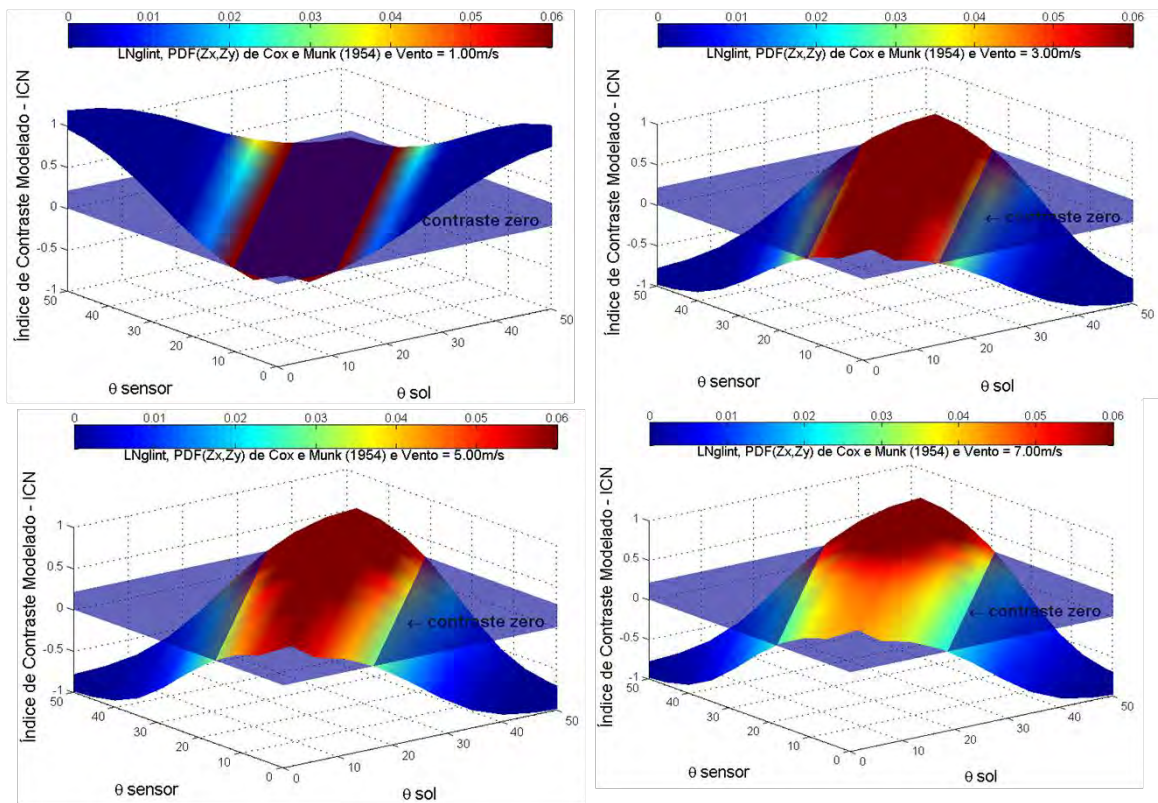 0 0.01 0.02 0.03 0.04 0.05 0.06
LNglint, PDF(Zx,Zy) de Cox e Munk (1954) e Vento = 1.00m/s
Índice de Contraste Modelado - ICN
1
0.5
0
-0.5
-1
contraste zero
50
40
30
20
10
0
0
10
20
30
40
50
θ sensor
θ sol
0 0.01 0.02 0.03 0.04 0.05 0.06
LNglint, PDF(Zx,Zy) de Cox e Munk (1954) e Vento = 3.00m/s
Índice de Contraste Modelado - ICN
1
0.5
0
-0.5
-1
← contraste zero
50
40
30
20
10
0
0
10
20
30
40
50
θ sensor
θ sol
0 0.01 0.02 0.03 0.04 0.05 0.06
LNglint, PDF(Zx,Zy) de Cox e Munk (1954) e Vento = 5.00m/s
Índice de Contraste Modelado - ICN
1
0.5
0
-0.5
-1
← contraste zero
50
40
30
20
10
0
0
10
20
30
40
50
θ sensor
θ sol
0 0.01 0.02 0.03 0.04 0.05 0.06
LNglint, PDF(Zx,Zy) de Cox e Munk (1954) e Vento = 7.00m/s
Índice de Contraste Modelado - ICN
1
0.5
0
-0.5
-1
← contraste zero
50
40
30
20
10
0
0
10
20
30
40
50
θ sensor
θ sol